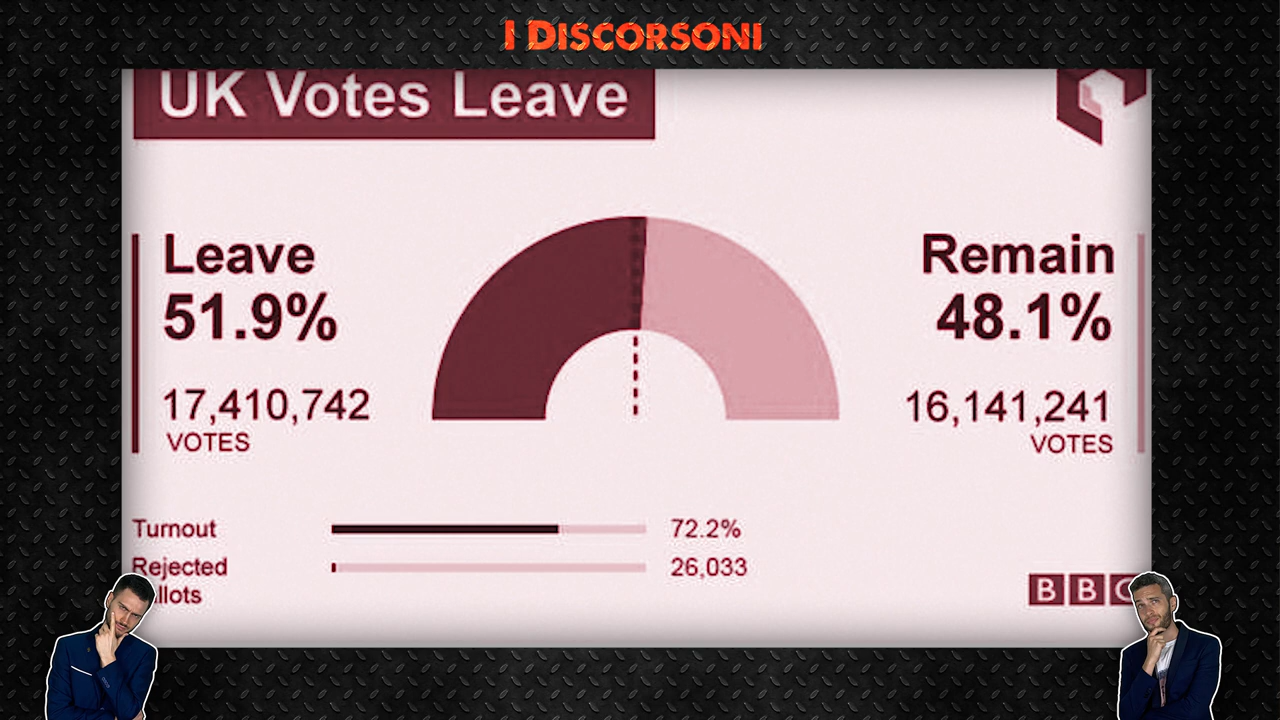 I DISCORSONI
UK Votes Leave
Leave
51.9%
17,410,742
VOTES
Remain
48.1%
16,141,241
VOTES
Turnout 72.2%
Rejected 26,033
allots
BBC